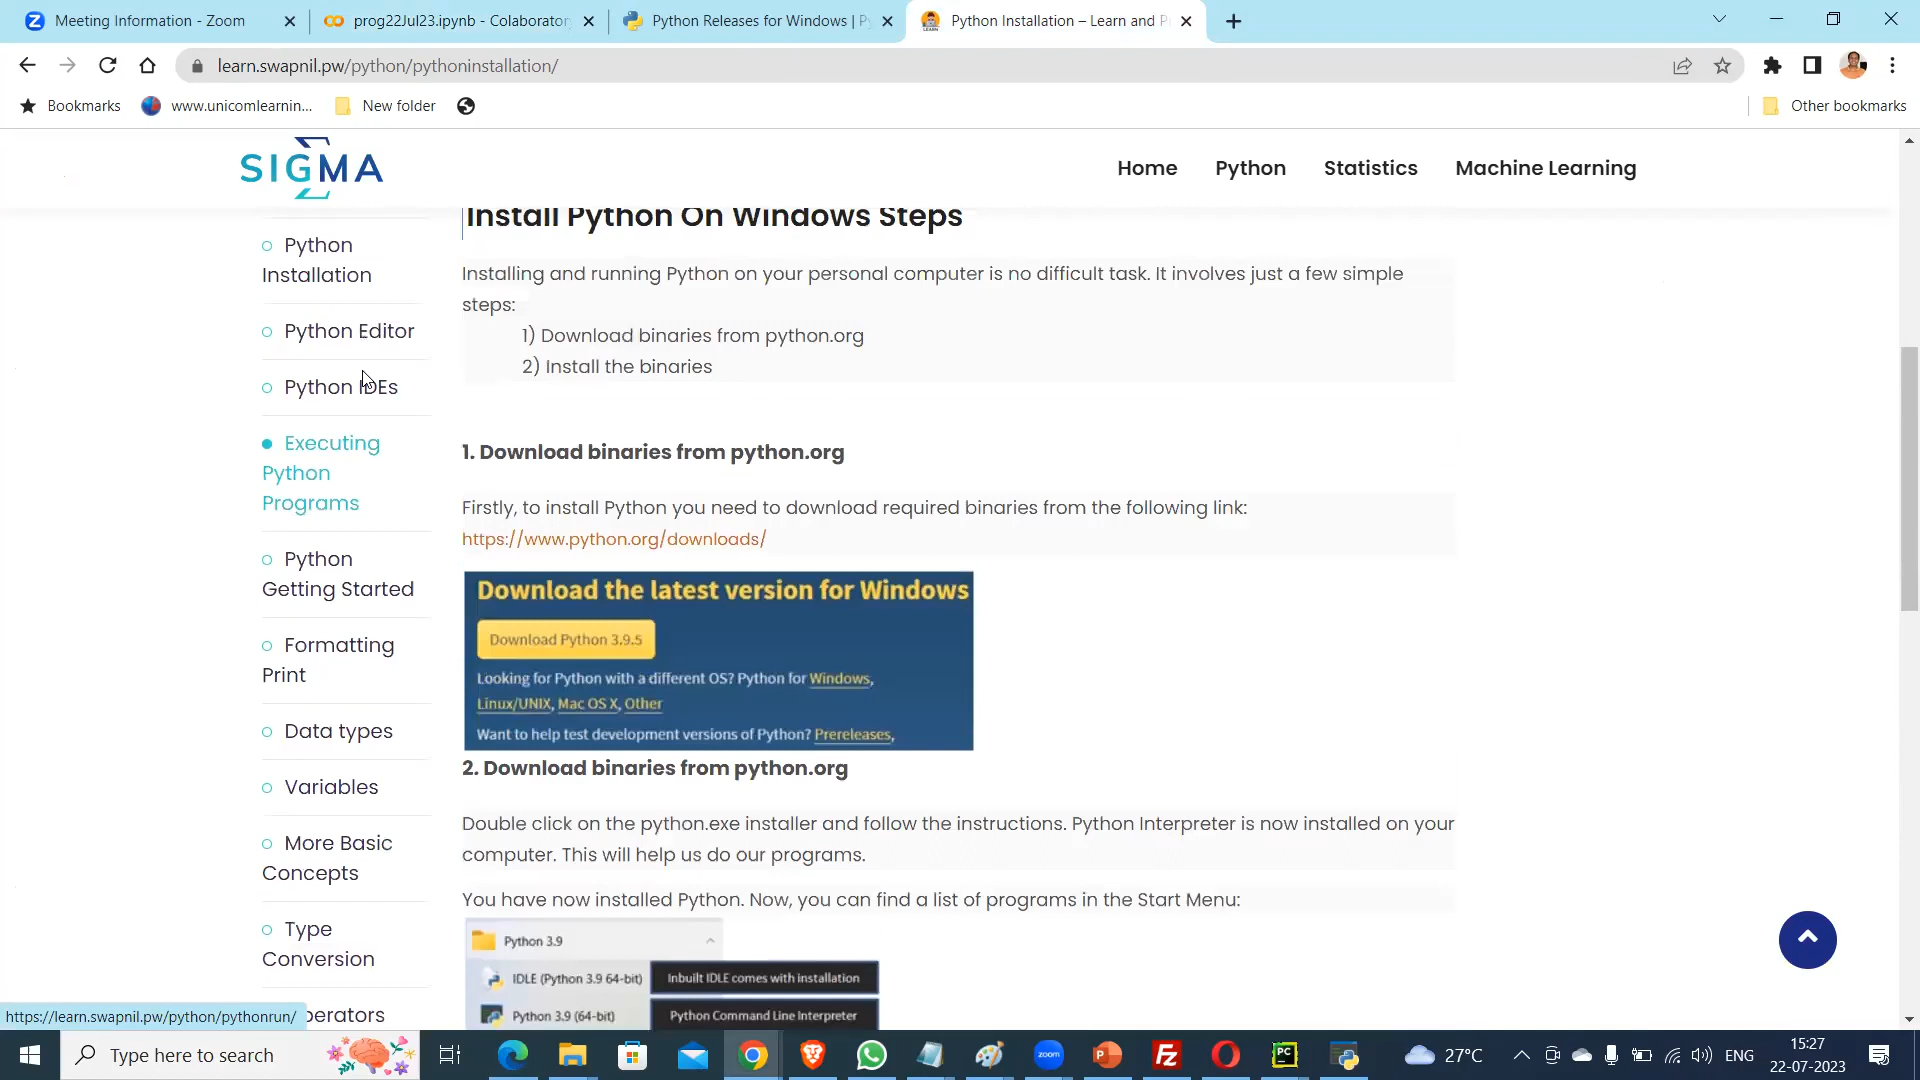 Meeting Information - Zoom
prog22Jul23.ipynb - Colaborator
Python Releases for Windows | Py
Python Installation – Learn and P
learn.swapnil.pw/python/pythoninstallation/
Bookmarks
www.unicomlearnin...
New folder
Other bookmarks
SIGMA
Home
Python
Statistics
Machine Learning
Install Python On Windows Steps
Python
Installation
Python Editor
Python IDEs
Executing
Python
Programs
Python
Getting Started
Formatting
Print
Data types
Variables
More Basic
Concepts
Type
Conversion
perators
Installing and running Python on your personal computer is no difficult task. It involves just a few simple
steps:
1) Download binaries from python.org
2) Install the binaries
1. Download binaries from python.org
Firstly, to install Python you need to download required binaries from the following link:
https://www.python.org/downloads/
Download the latest version for Windows
Download Python 3.9.5
Looking for Python with a different OS? Python for Windows,
Linux/UNIX, Mac OS X, Other
Want to help test development versions of Python? Prereleases,
2. Download binaries from python.org
Double click on the python.exe installer and follow the instructions. Python Interpreter is now installed on your
computer. This will help us do our programs.
You have now installed Python. Now, you can find a list of programs in the Start Menu:
Python 3.9
IDLE (Python 3.9 64-bit)
Inbuilt IDLE comes with installation
Python 3.9 (64-bit)
Python Command Line Interpreter
https://learn.swapnil.pw/python/pythonrun/
Type here to search
zoom
27°C
ENG
15:27
22-07-2023